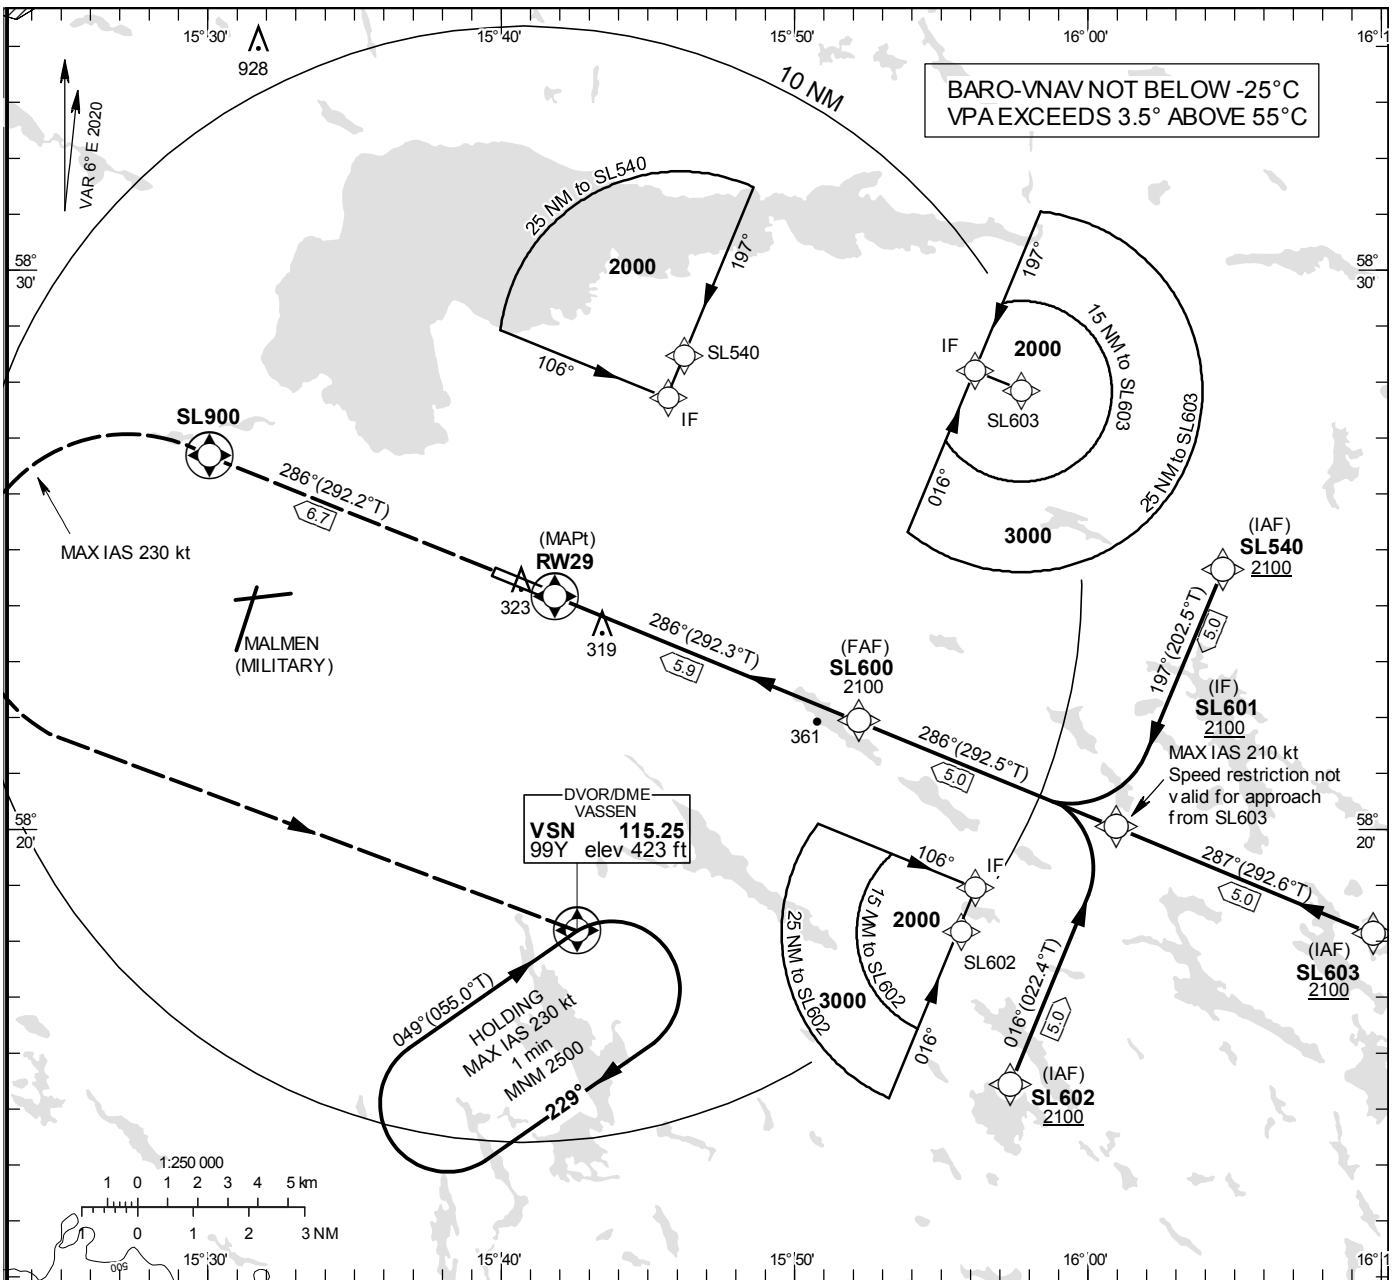 15°30'
15°40'
15°50'
16°00'
16°1
928
10 NM
BARO-VNAV NOT BELOW -25°C
VPA EXCEEDS 3.5° ABOVE 55°C
VAR 6° E 2020
25 NM to SL540
2000
197°
106°
SL540
IF
58°
30'
58°
30'
197°
15 NM to SL603
2000
IF
SL603
25 NM to SL603
016°
3000
SL900
286°(292.2°T)
6.7
MAX IAS 230 kt
(MAPt)
RW29
323
319
MALMEN
(MILITARY)
286°(292.3°T)
5.9
(FAF)
SL600
2100
361
(IAF)
SL540
2100
197°(202.5°T)
5.0
(IF)
SL601
2100
MAX IAS 210 kt
Speed restriction not
valid for approach
from SL603
286°(292.5°T)
5.0
58°
20'
58°
20'
DVOR/DME
VASSEN
VSN 115.25
99Y elev 423 ft
106°
IF
2000
15 NM to SL602
25 NM to SL602
3000
SL602
016°
287°(292.6°T)
5.0
(IAF)
SL603
2100
016°(022.4°T)
5.0
(IAF)
SL602
2100
049°(055.0°T)
HOLDING
MAX IAS 230 kt
1 min
MNM 2500
229°
1:250 000
1 0 1 2 3 4 5 km
1 0 1 2 3 NM
500
15°30'
15°40'
15°50'
16°00'
16°1